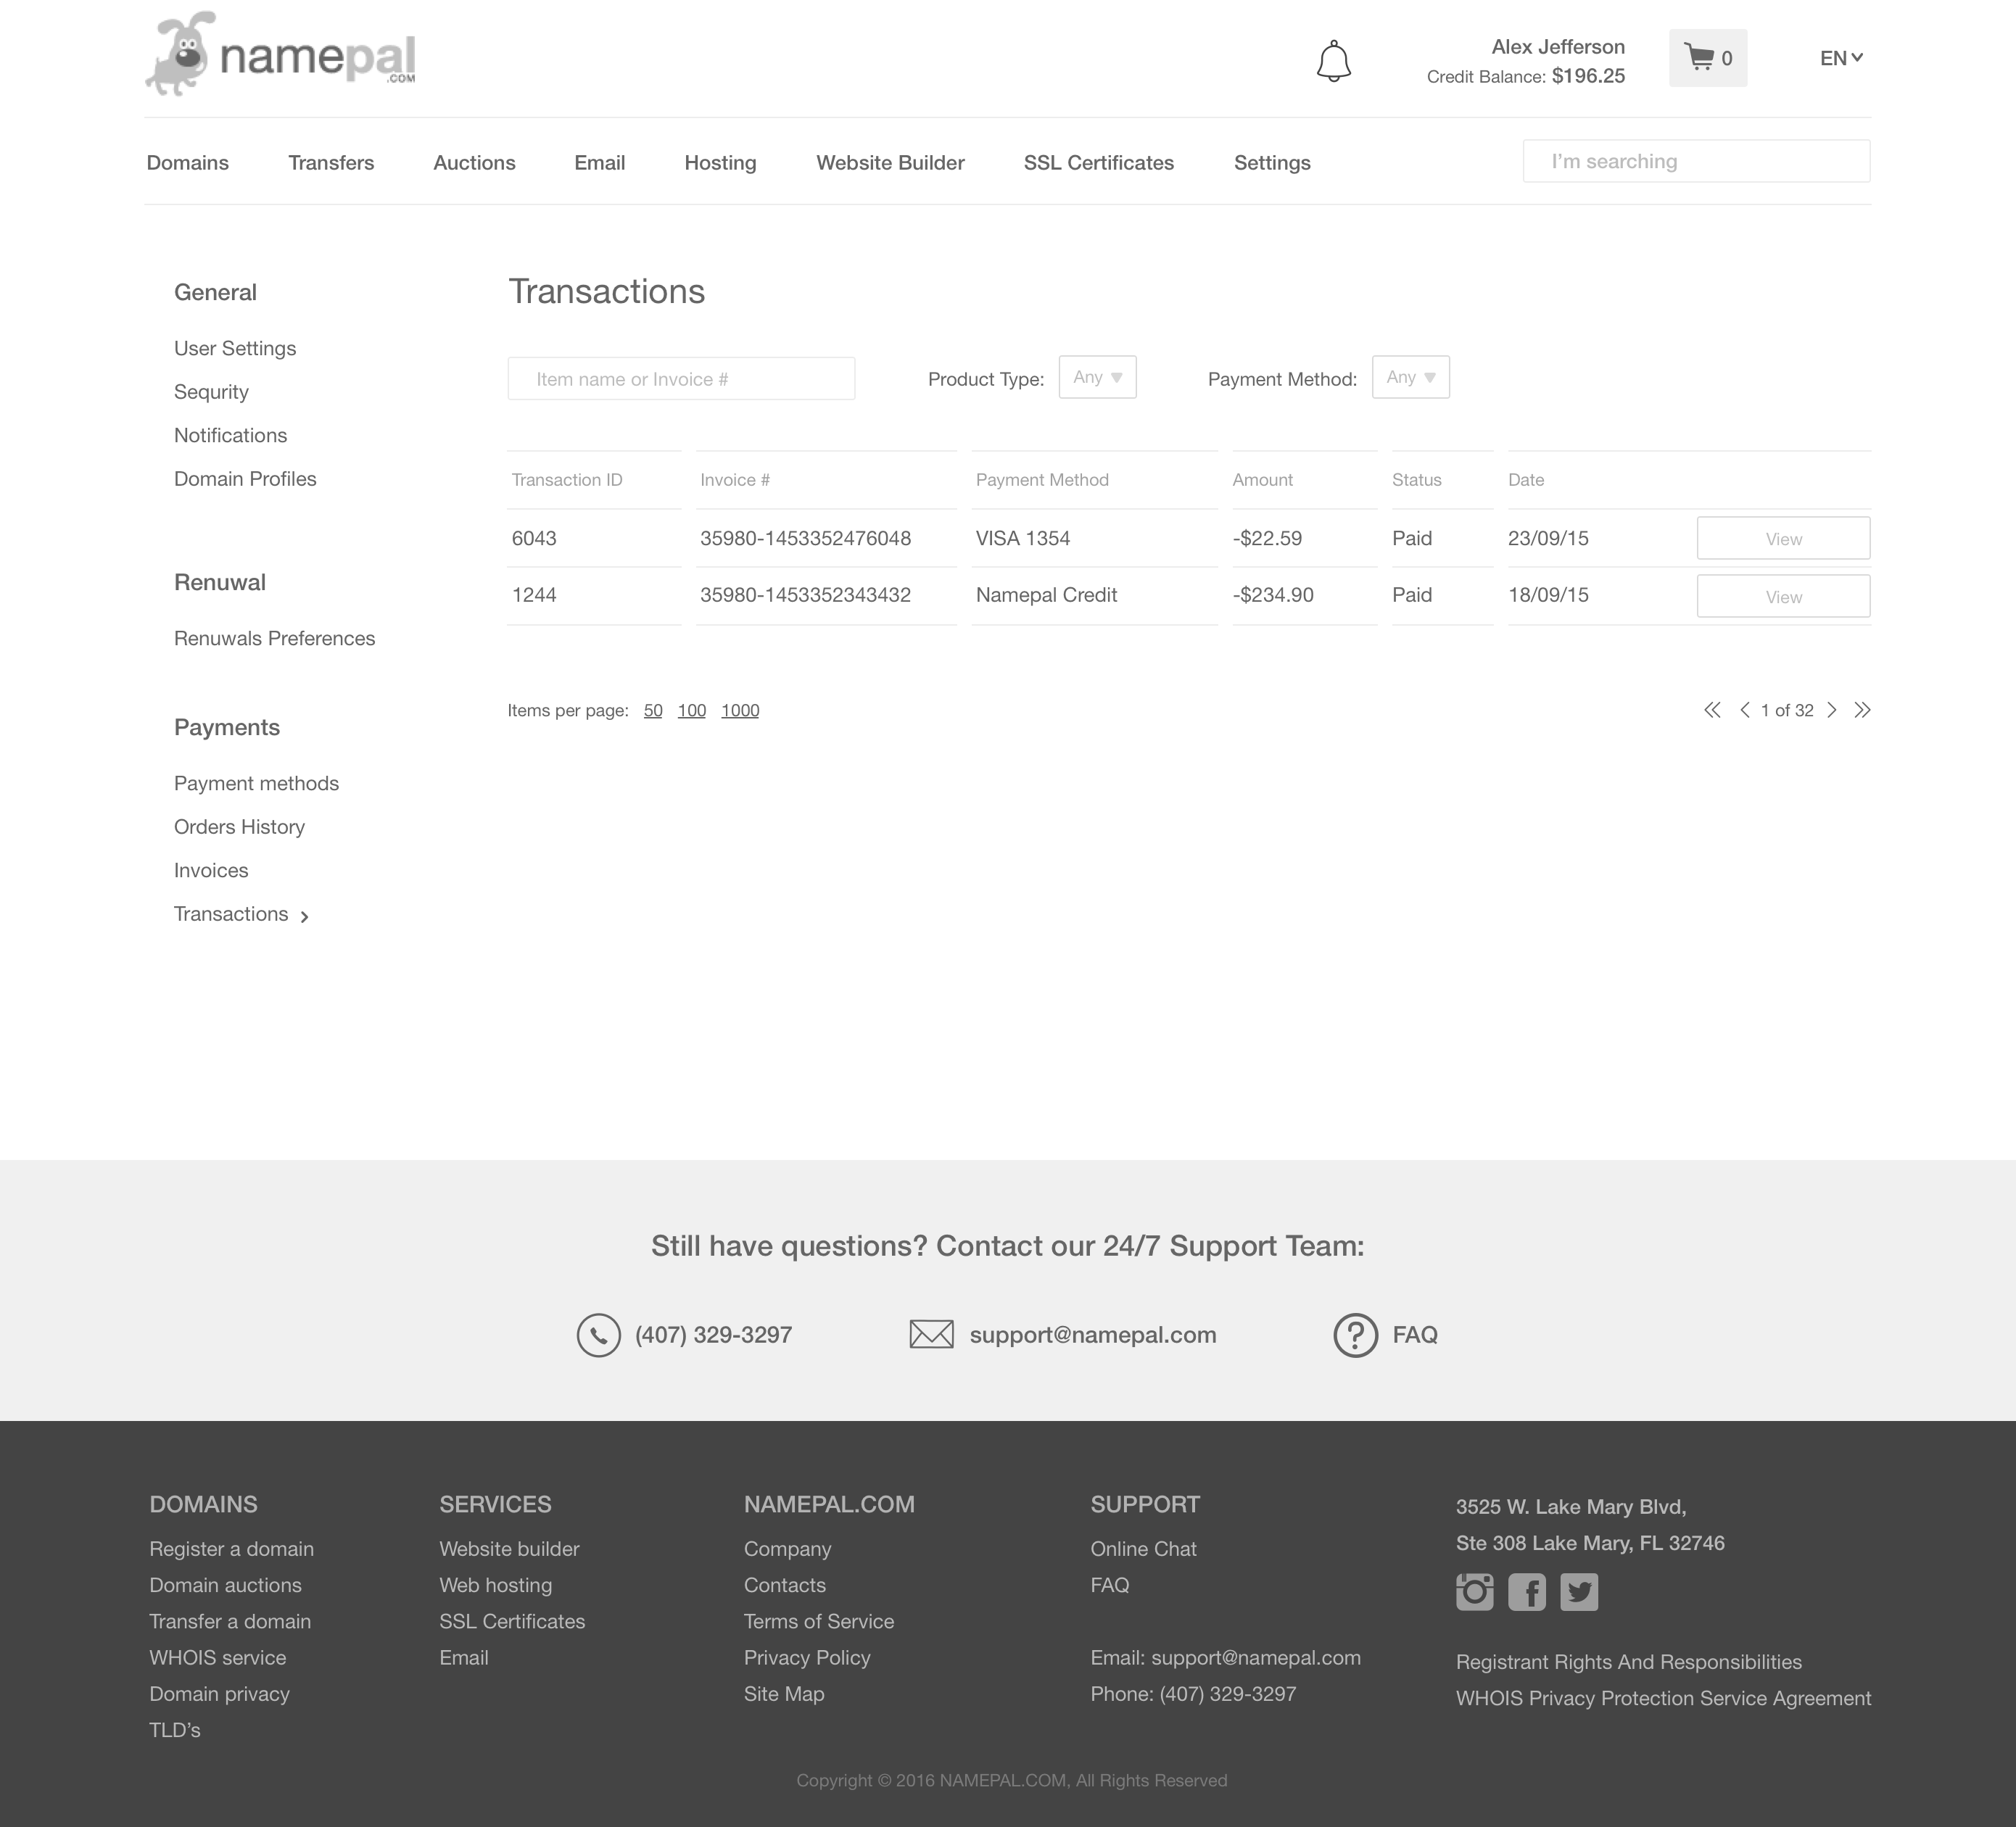 namepal
.COM
Alex Jefferson
Credit Balance: $196.25
0
EN
Domains Transfers Auctions Email Hosting Website Builder SSL Certificates Settings
I’m searching
General
User Settings
Sequrity
Notifications
Domain Profiles
Renuwal
Renuwals Preferences
Payments
Payment methods
Orders History
Invoices
Transactions
Transactions
Item name or Invoice # Product Type: Any Payment Method: Any
Transaction ID Invoice # Payment Method Amount Status Date
6043 35980-1453352476048 VISA 1354 -$22.59 Paid 23/09/15 View
1244 35980-1453352343432 Namepal Credit -$234.90 Paid 18/09/15 View
Items per page: 50 100 1000
1 of 32
Still have questions? Contact our 24/7 Support Team:
(407) 329-3297 support@namepal.com FAQ
DOMAINS
Register a domain
Domain auctions
Transfer a domain
WHOIS service
Domain privacy
TLD’s
SERVICES
Website builder
Web hosting
SSL Certificates
Email
NAMEPAL.COM
Company
Contacts
Terms of Service
Privacy Policy
Site Map
SUPPORT
Online Chat
FAQ
Email: support@namepal.com
Phone: (407) 329-3297
3525 W. Lake Mary Blvd,
Ste 308 Lake Mary, FL 32746
Registrant Rights And Responsibilities
WHOIS Privacy Protection Service Agreement
Copyright © 2016 NAMEPAL.COM, All Rights Reserved